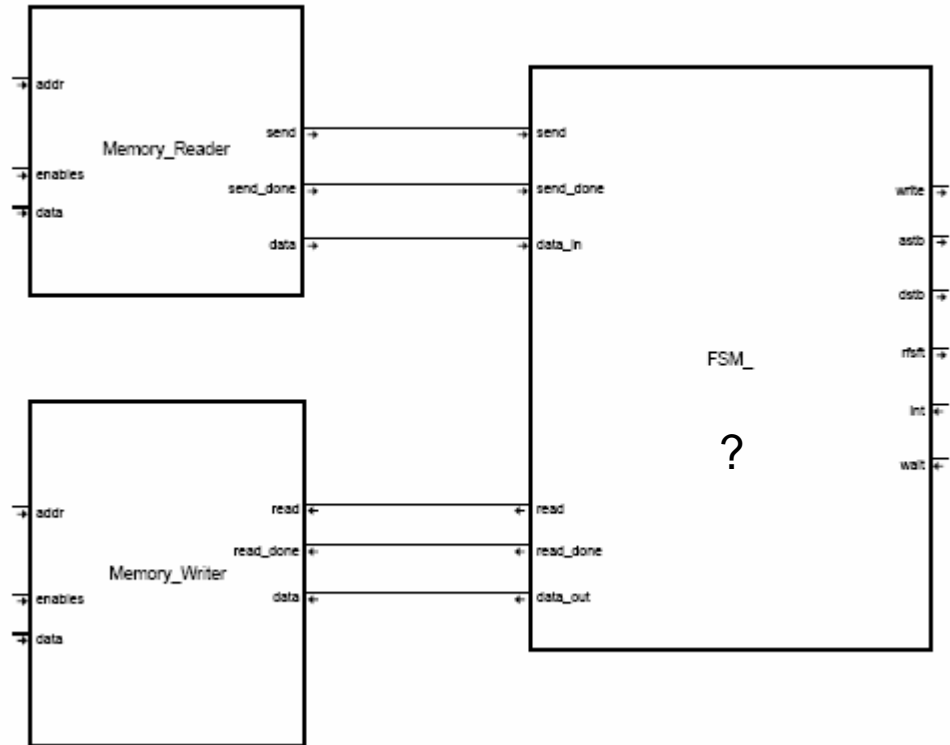 addr
enables
data
Memory_Reader
send
send_done
data
send
send_done
data_in
FSM_
?
write
astb
dstb
rfsft
int
wait
addr
enables
data
Memory_Writer
read
read_done
data
read
read_done
data_out